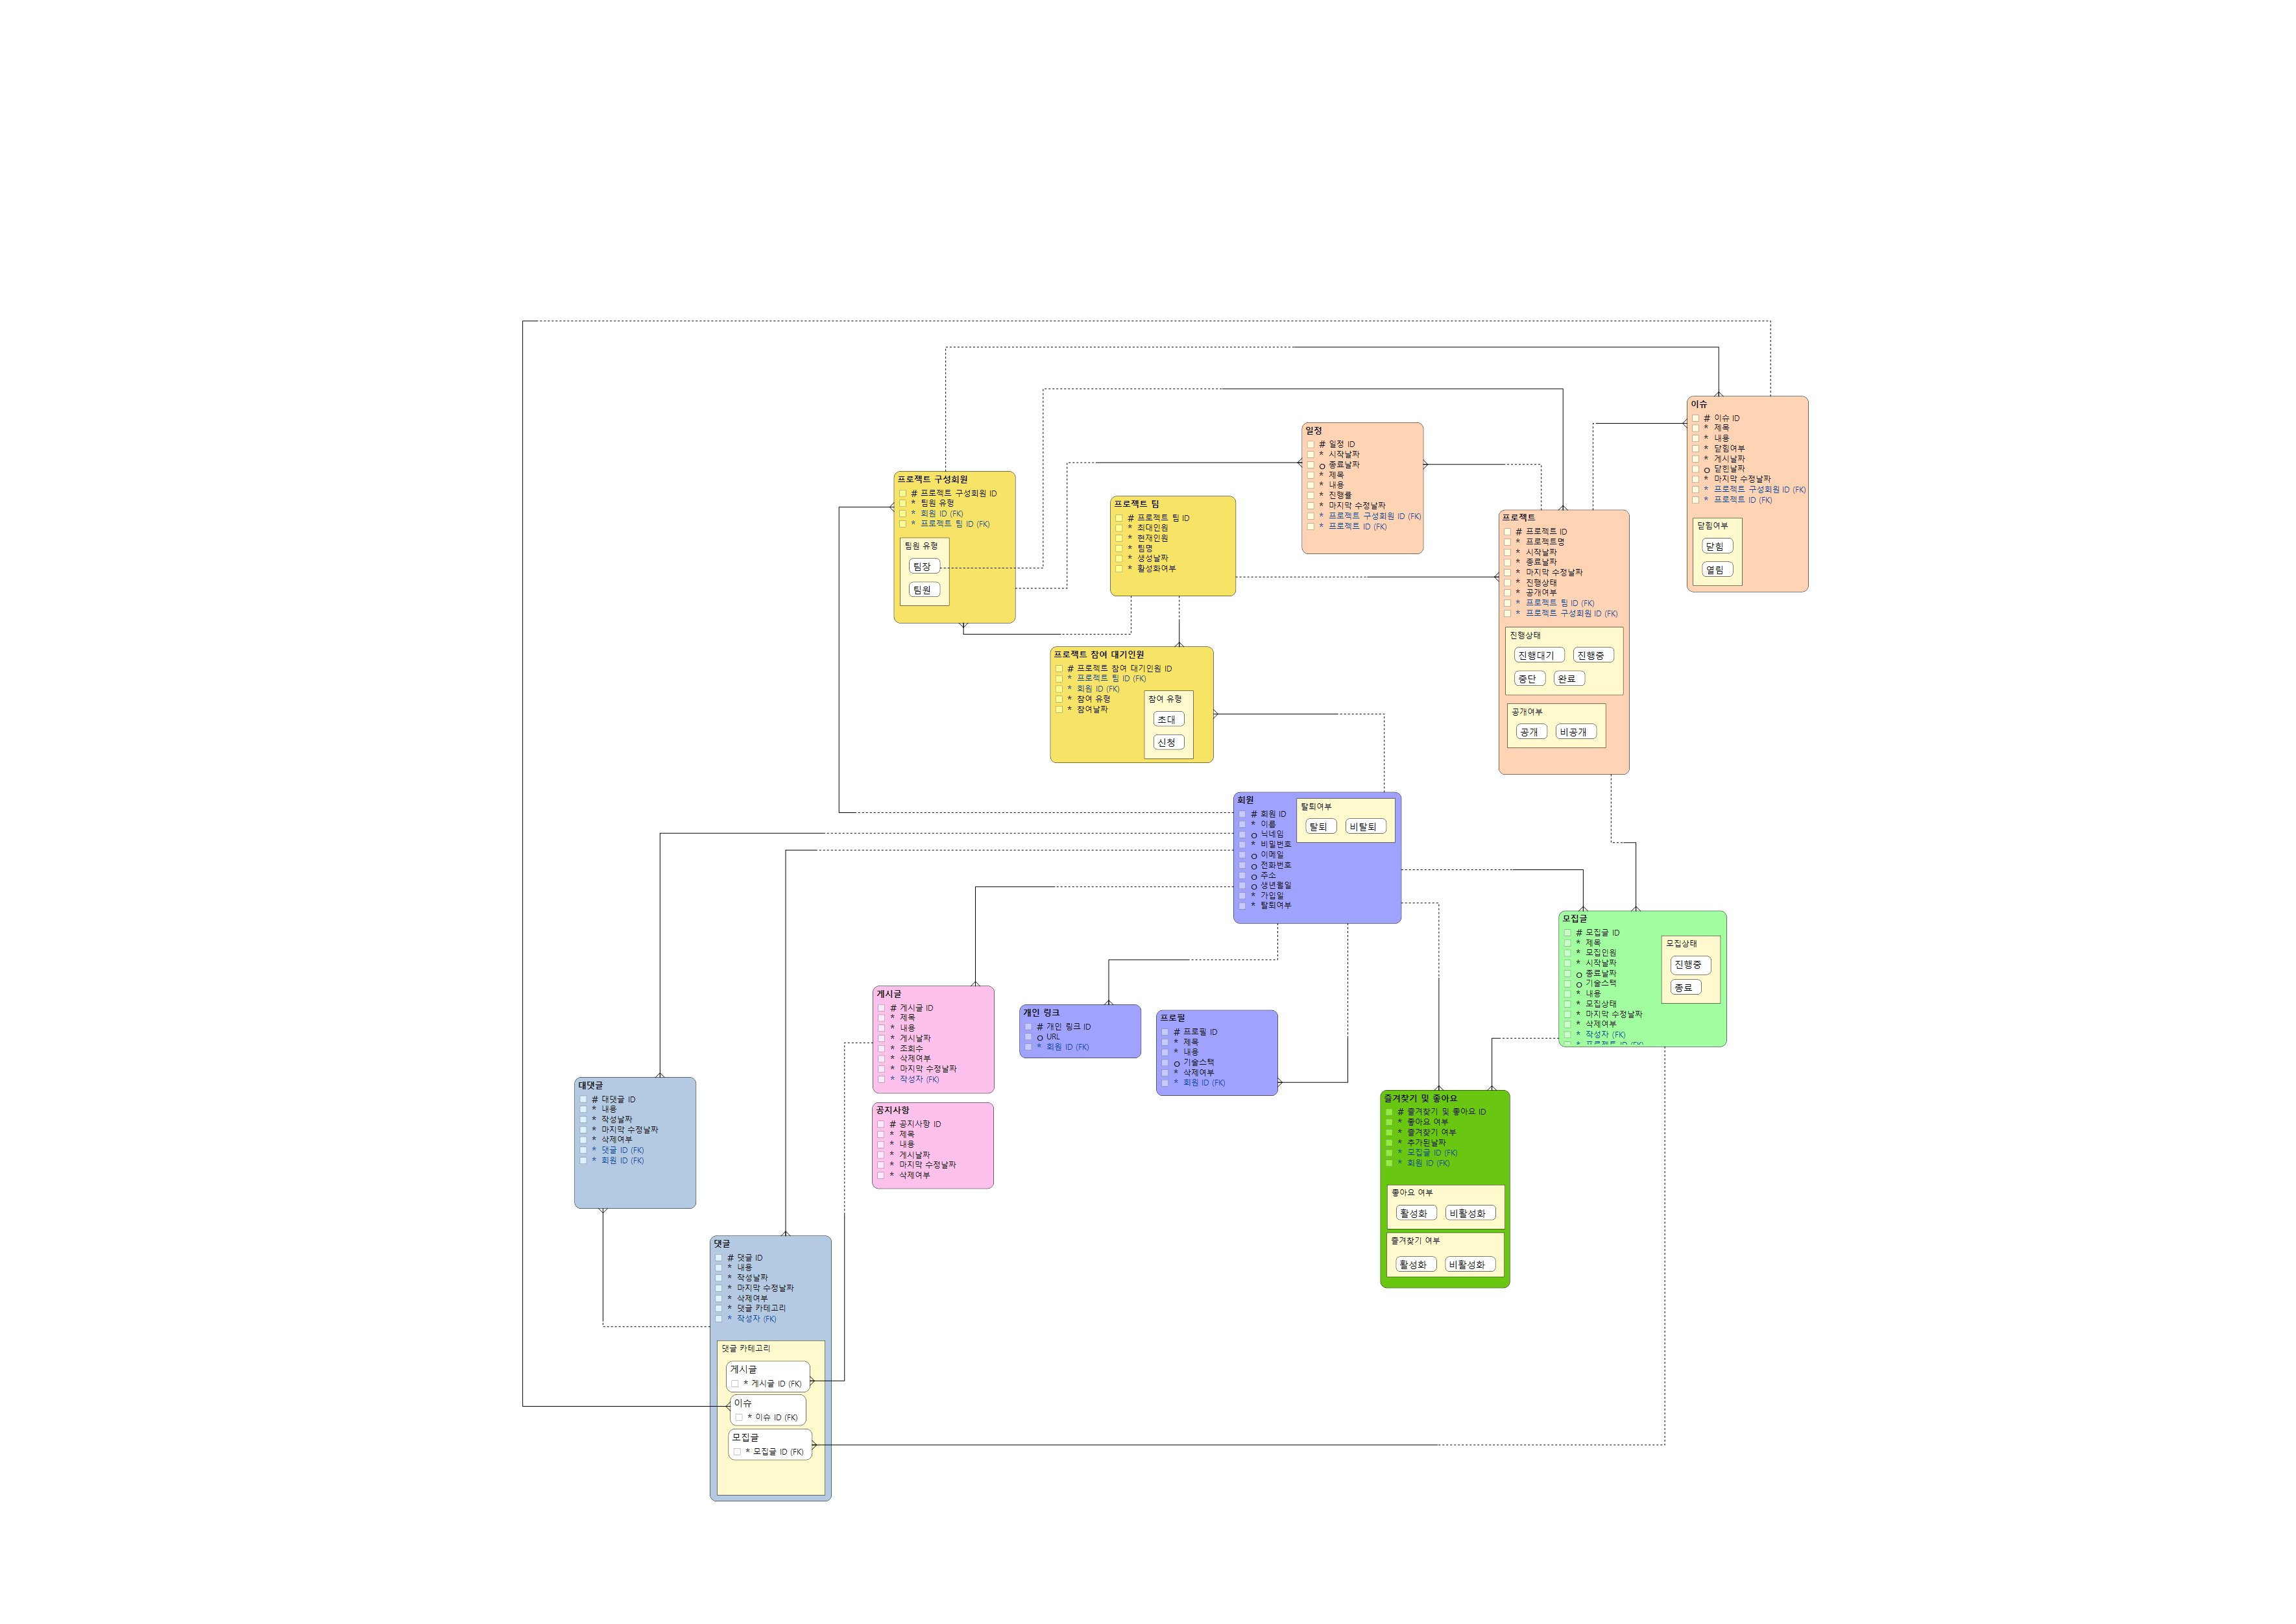 이슈
# 이슈 ID
* 제목
* 내용
* 닫힘여부
* 게시날짜
o 닫힌날짜
* 마지막 수정날짜
* 프로젝트 구성회원 ID (FK)
* 프로젝트 ID (FK)
닫힘여부
닫힘
열림
일정
# 일정 ID
* 시작날짜
o 종료날짜
* 제목
* 내용
* 진행률
* 마지막 수정날짜
* 프로젝트 구성회원 ID (FK)
* 프로젝트 ID (FK)
프로젝트 구성회원
# 프로젝트 구성회원 ID
* 팀원 유형
* 회원 ID (FK)
* 프로젝트 팀 ID (FK)
팀원 유형
팀장
팀원
프로젝트 팀
# 프로젝트 팀 ID
* 최대인원
* 현재인원
* 팀명
* 생성날짜
* 활성화여부
프로젝트
# 프로젝트 ID
* 프로젝트명
* 시작날짜
* 종료날짜
* 마지막 수정날짜
* 진행상태
* 공개여부
* 프로젝트 팀 ID (FK)
* 프로젝트 구성회원 ID (FK)
진행상태
진행대기 진행중
중단 완료
공개여부
공개 비공개
프로젝트 참여 대기인원
# 프로젝트 참여 대기인원 ID
* 프로젝트 팀 ID (FK)
* 회원 ID (FK)
* 참여 유형
* 참여날짜
참여 유형
초대
신청
회원
# 회원 ID
* 이름
o 닉네임
* 비밀번호
o 이메일
o 전화번호
o 주소
o 생년월일
* 가입일
* 탈퇴여부
탈퇴여부
탈퇴 비탈퇴
모집글
# 모집글 ID
* 제목
* 모집인원
* 시작날짜
o 종료날짜
o 기술스택
* 내용
* 모집상태
* 마지막 수정날짜
* 삭제여부
* 작성자 (FK)
* 프로젝트 ID (FK)
모집상태
진행중
종료
게시글
# 게시글 ID
* 제목
* 내용
* 게시날짜
* 조회수
* 삭제여부
* 마지막 수정날짜
* 작성자 (FK)
개인 링크
# 개인 링크 ID
o URL
* 회원 ID (FK)
프로필
# 프로필 ID
* 제목
* 내용
o 기술스택
* 삭제여부
* 회원 ID (FK)
대댓글
# 대댓글 ID
* 내용
* 작성날짜
* 마지막 수정날짜
* 삭제여부
* 댓글 ID (FK)
* 회원 ID (FK)
공지사항
# 공지사항 ID
* 제목
* 내용
* 게시날짜
* 마지막 수정날짜
* 삭제여부
즐겨찾기 및 좋아요
# 즐겨찾기 및 좋아요 ID
* 좋아요 여부
* 즐겨찾기 여부
* 추가된날짜
* 모집글 ID (FK)
* 회원 ID (FK)
좋아요 여부
활성화 비활성화
즐겨찾기 여부
활성화 비활성화
댓글
# 댓글 ID
* 내용
* 작성날짜
* 마지막 수정날짜
* 삭제여부
* 댓글 카테고리
* 작성자 (FK)
댓글 카테고리
게시글
* 게시글 ID (FK)
이슈
* 이슈 ID (FK)
모집글
* 모집글 ID (FK)